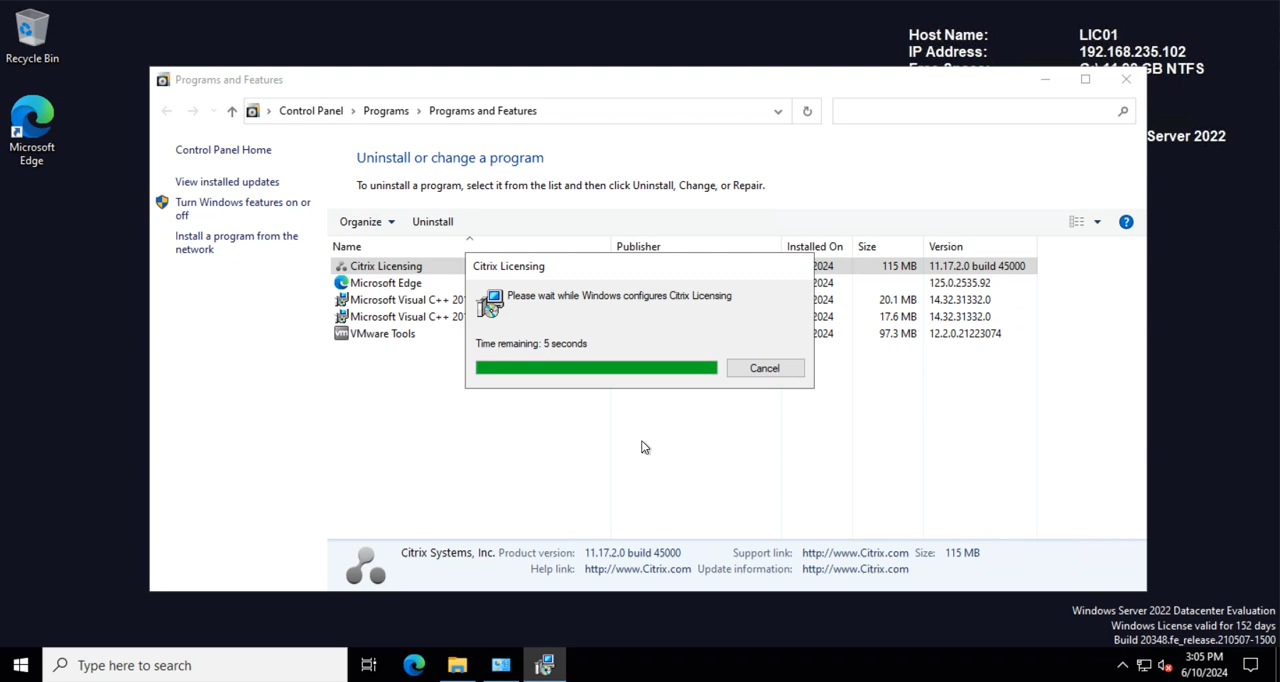 Recycle Bin
Microsoft Edge
Host Name: LIC01
IP Address: 192.168.235.102
GB NTFS
Server 2022
Programs and Features
Control Panel > Programs > Programs and Features
Control Panel Home
View installed updates
Turn Windows features on or
off
Install a program from the
network
Uninstall or change a program
To uninstall a program, select it from the list and then click Uninstall, Change, or Repair.
Organize Uninstall
Name Publisher Installed On Size Version
Citrix Licensing 2024 115 MB 11.17.2.0 build 45000
Microsoft Edge 2024 125.0.2535.92
Microsoft Visual C++ 20 2024 20.1 MB 14.32.31332.0
Microsoft Visual C++ 20 2024 17.6 MB 14.32.31332.0
VMware Tools 2024 97.3 MB 12.2.0.21223074
Citrix Licensing
Please wait while Windows configures Citrix Licensing
Time remaining: 5 seconds
Cancel
Citrix Systems, Inc. Product version: 11.17.2.0 build 45000 Support link: http://www.Citrix.com Size: 115 MB
Help link: http://www.Citrix.com Update information: http://www.Citrix.com
Windows Server 2022 Datacenter Evaluation
Windows License valid for 152 days
Build 20348.fe_release.210507-1500
Type here to search
3:05 PM
6/10/2024